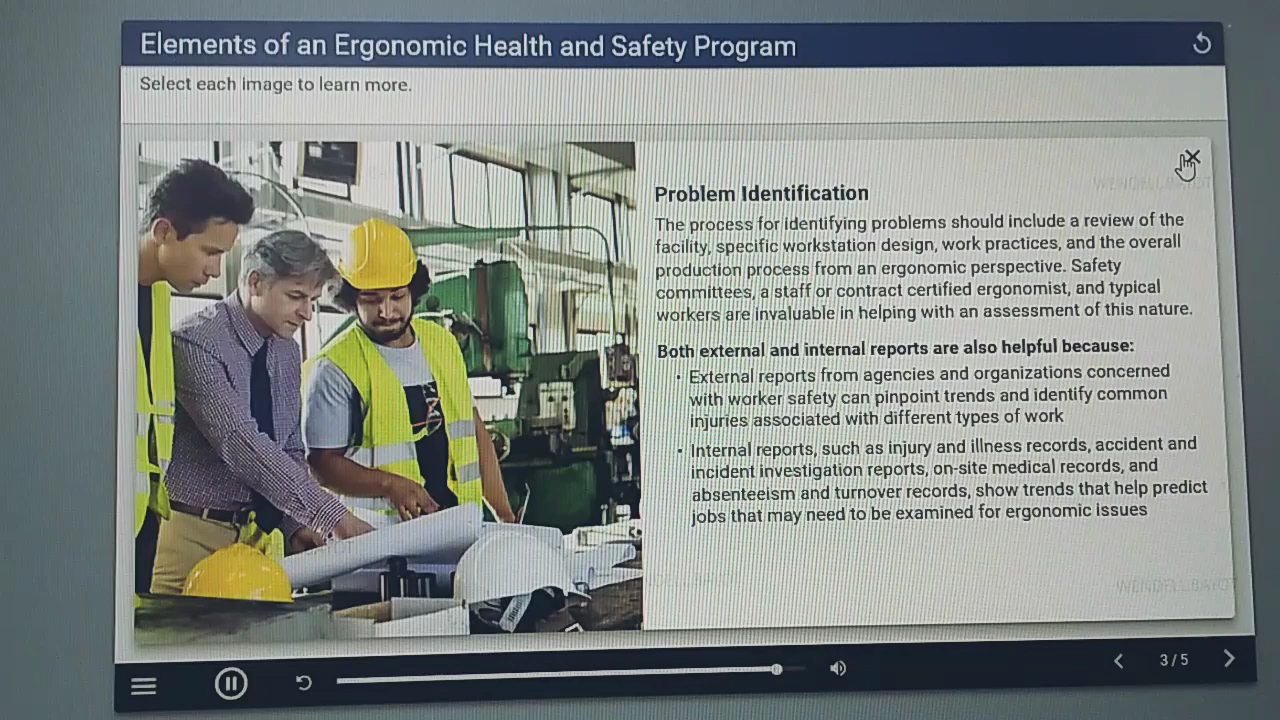 Elements of an Ergonomic Health and Safety Program
Select each image to learn more.
Problem Identification
The process for identifying problems should include a review of the
facility, specific workstation design, work practices, and the overall
production process from an ergonomic perspective. Safety
committees, a staff or contract certified ergonomist, and typical
workers are invaluable in helping with an assessment of this nature.
Both external and internal reports are also helpful because:
· External reports from agencies and organizations concerned
with worker safety can pinpoint trends and identify common
injuries associated with different types of work
· Internal reports, such as injury and illness records, accident and
incident investigation reports, on-site medical records, and
absenteeism and turnover records, show trends that help predict
jobs that may need to be examined for ergonomic issues
3 / 5